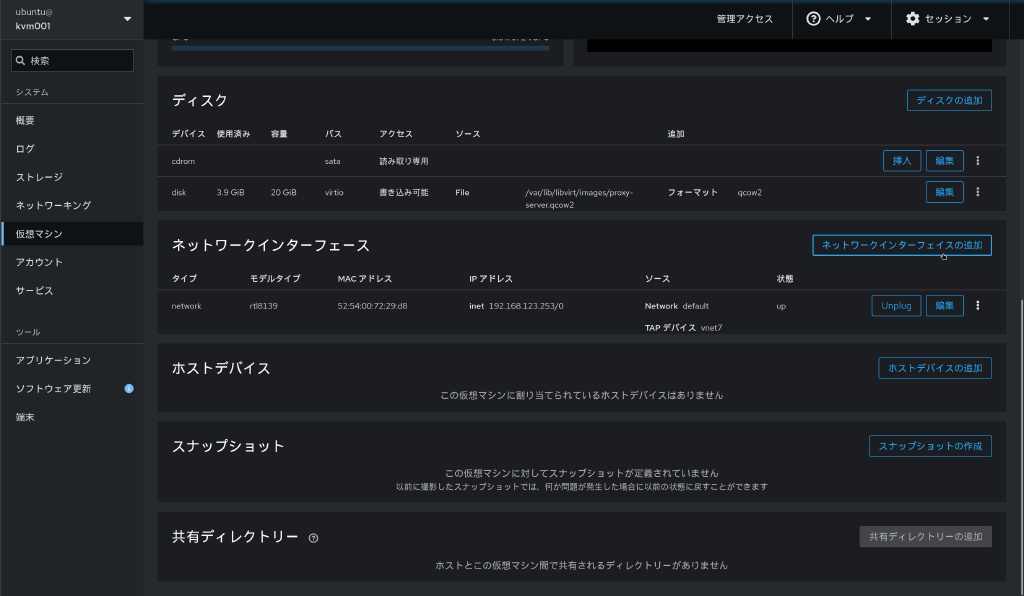 ubuntu@
kvm001
管理アクセス
ヘルプ
セッション
検索
システム
概要
ログ
ストレージ
ネットワーキング
仮想マシン
アカウント
サービス
ツール
アプリケーション
ソフトウェア更新
端末
ディスク
ディスクの追加
デバイス 使用済み 容量 バス アクセス ソース 追加
cdrom sata 読み取り専用 挿入 編集
disk 3.9 GiB 20 GiB virtio 書き込み可能 File /var/lib/libvirt/images/proxy-server.qcow2 フォーマット qcow2 編集
ネットワークインターフェース
ネットワークインターフェイスの追加
タイプ モデルタイプ MAC アドレス IP アドレス ソース 状態
network rtl8139 52:54:00:72:29:d8 inet 192.168.123.253/0 Network default up Unplug 編集
TAP デバイス vnet7
ホストデバイス
ホストデバイスの追加
この仮想マシンに割り当てられているホストデバイスはありません
スナップショット
スナップショットの作成
この仮想マシンに対してスナップショットが定義されていません
以前に撮影したスナップショットでは、何か問題が発生した場合に以前の状態に戻すことができます
共有ディレクトリー
共有ディレクトリーの追加
ホストとこの仮想マシン間で共有されるディレクトリーがありません